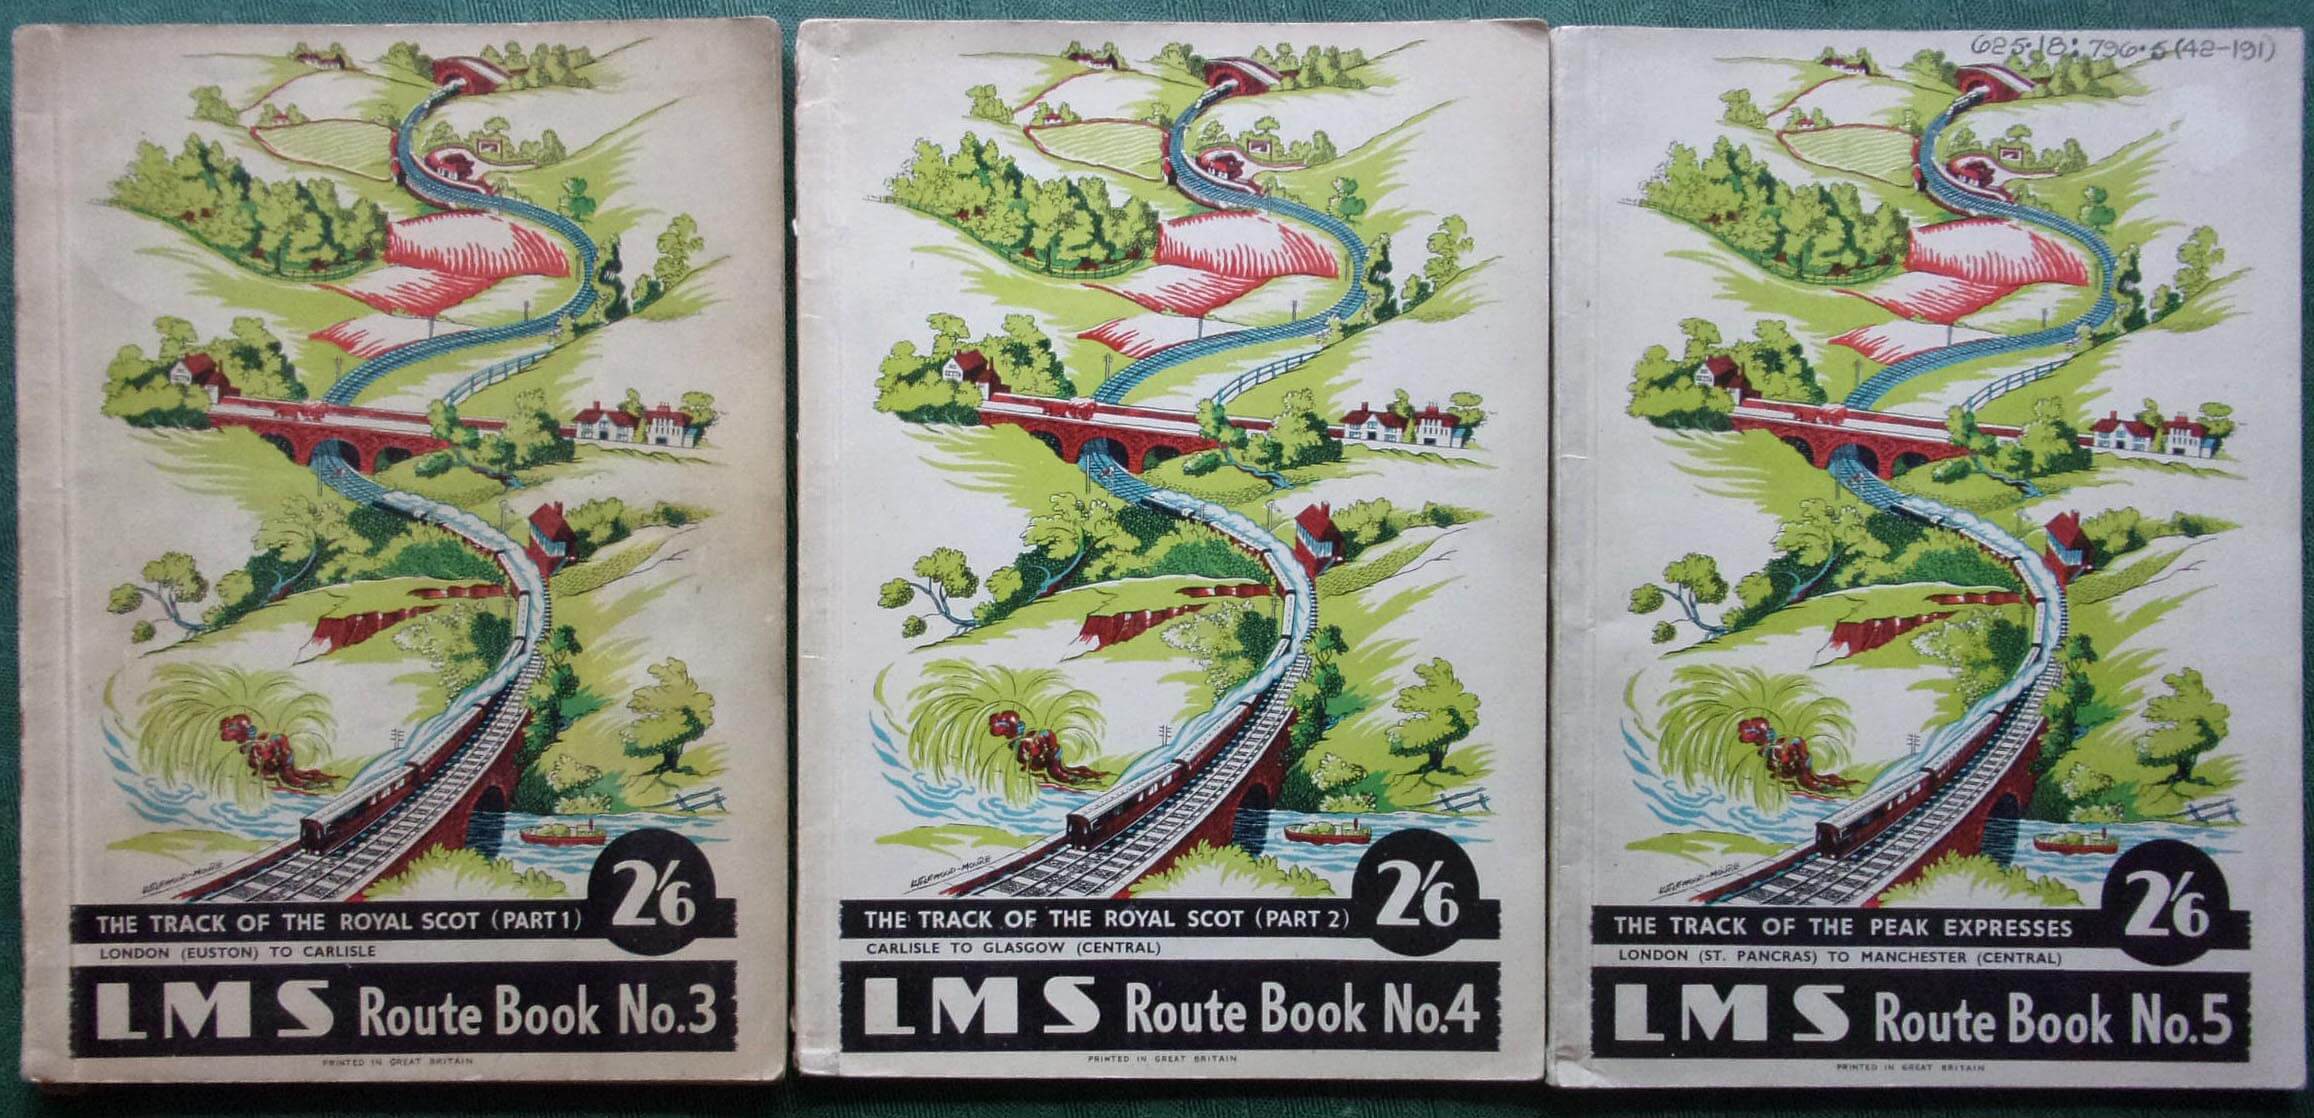 2/6
THE TRACK OF THE ROYAL SCOT (PART 1)
LONDON (EUSTON) TO CARLISLE
LMS Route Book No.3
PRINTED IN GREAT BRITAIN
2/6
THE TRACK OF THE ROYAL SCOT (PART 2)
CARLISLE TO GLASGOW (CENTRAL)
LMS Route Book No.4
PRINTED IN GREAT BRITAIN
625.18: 796.5 (42-191)
2/6
THE TRACK OF THE PEAK EXPRESSES
LONDON (ST. PANCRAS) TO MANCHESTER (CENTRAL)
LMS Route Book No.5
PRINTED IN GREAT BRITAIN